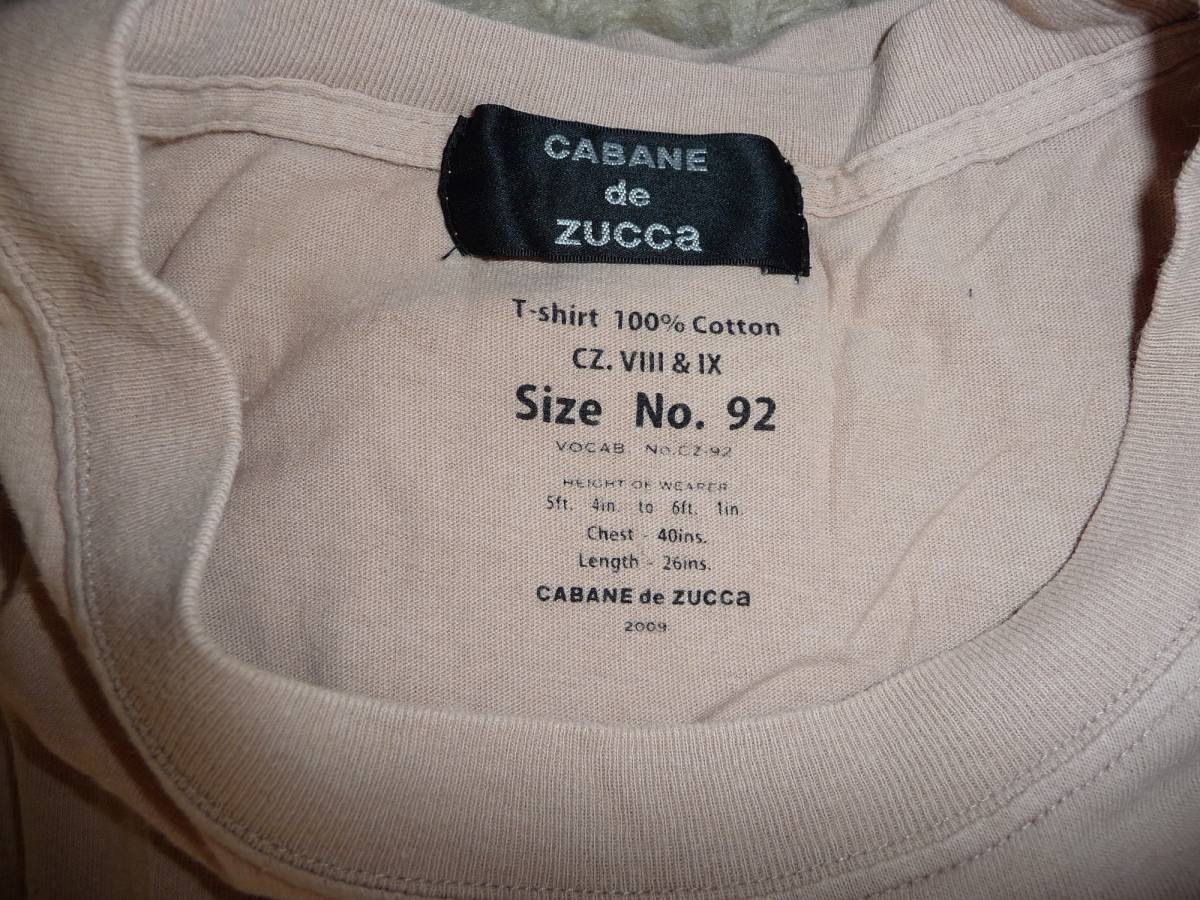 CABANE
de
ZUCCa
T-shirt 100% Cotton
CZ. VIII & IX
Size No. 92
VOCAB. No.CZ-92
HEIGHT OF WEARER
5ft. 4in. to 6ft. 1in.
Chest - 40ins.
Length - 26ins.
CABANE de ZUCCa
2009